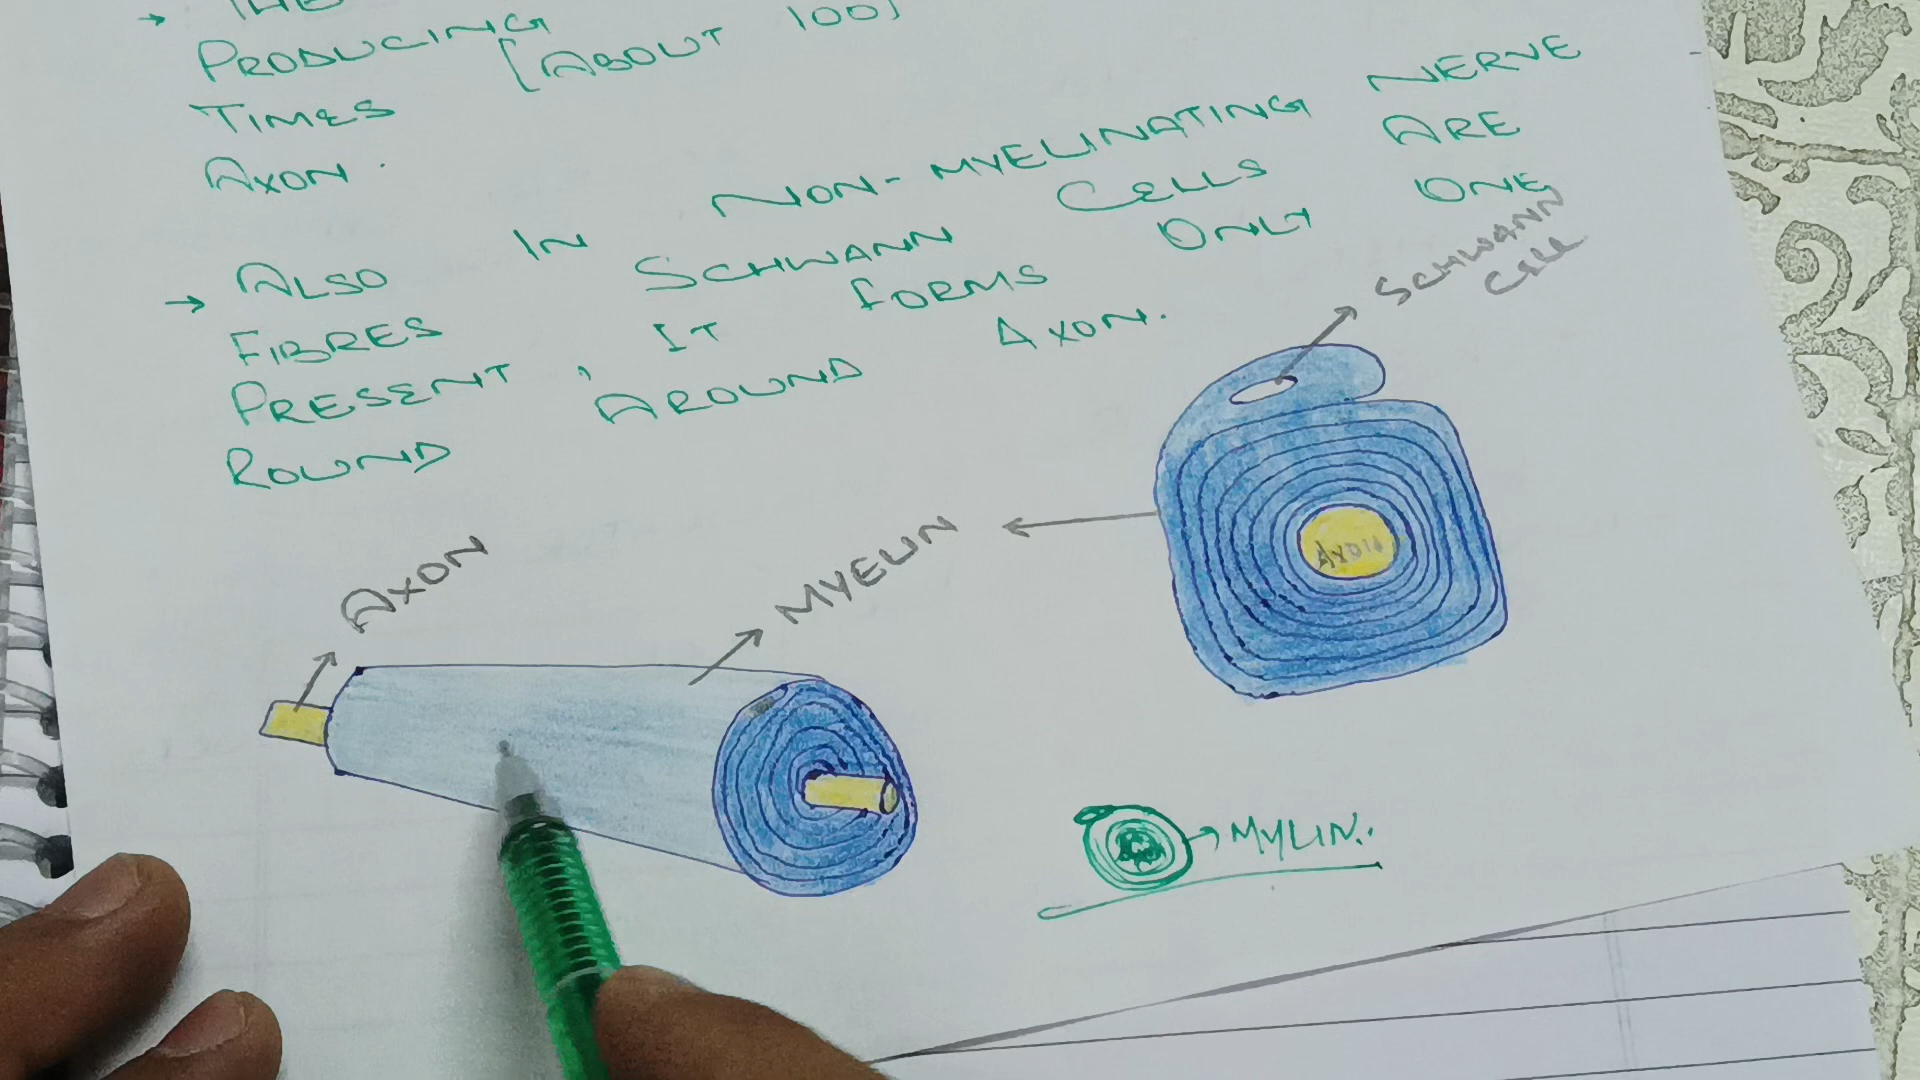 → THE
PRODUCING
TIMES [ABOUT 100]
AXON.
→ ALSO IN NON-MYELINATING NERVE
FIBRES SCHWANN CELLS ARE
PRESENT, IT FORMS ONLY ONE
ROUND AROUND AXON.
SCHWANN
CELL
AXON
MYELIN
AXON
→ MYLIN.